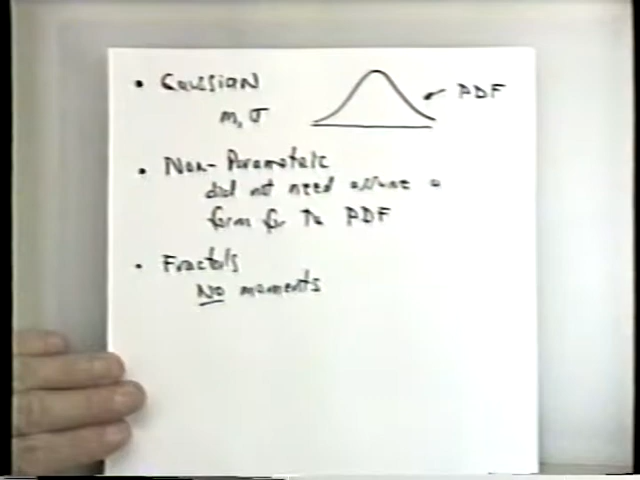 • Gaussian
PDF
m, σ
• Non-Parametric
did not need assume a
form for the PDF
• Fractals
No moments